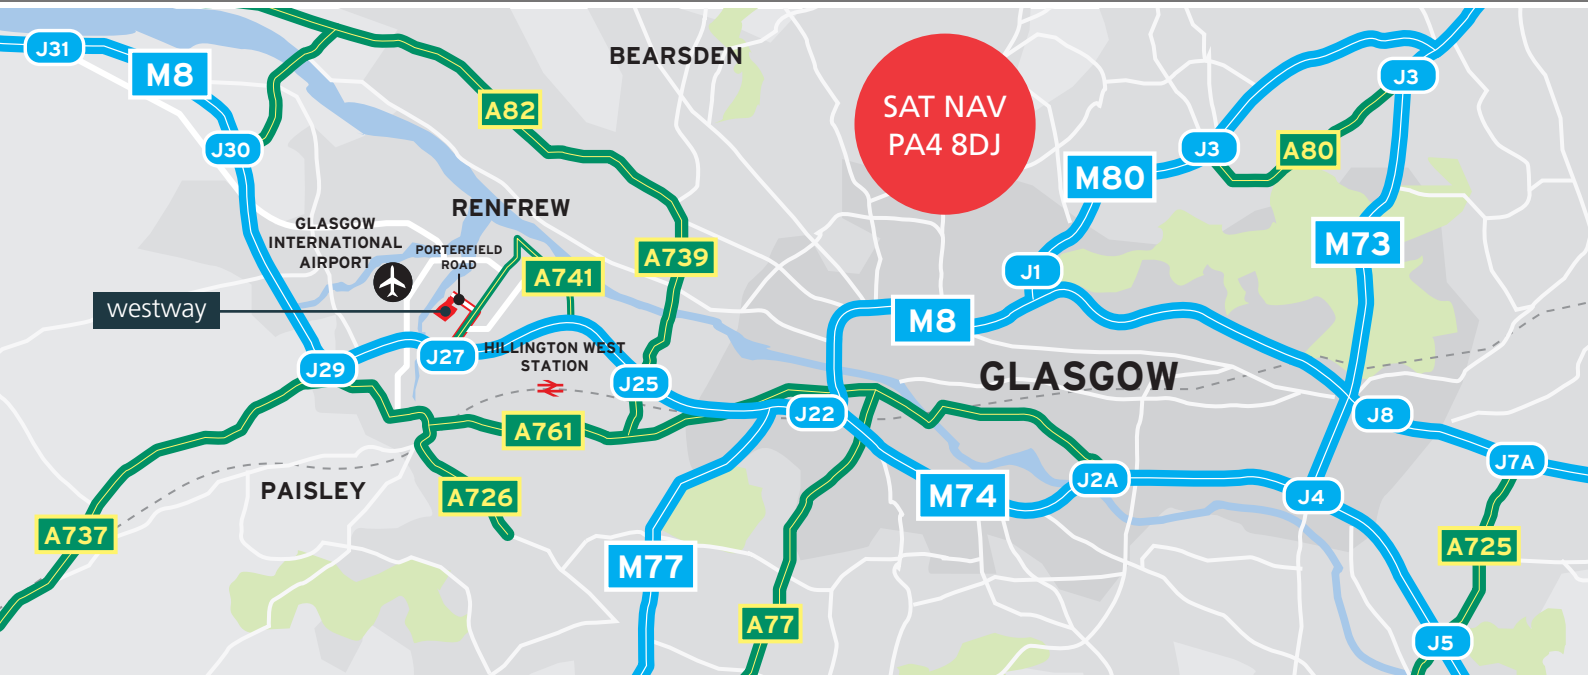 J31
M8
BEARSDEN
SAT NAV
PA4 8DJ
J3
A82
J30
J3
A80
M80
RENFREW
GLASGOW
INTERNATIONAL
AIRPORT
PORTERFIELD
ROAD
A739
M73
A741
J1
westway
M8
J27
HILLINGTON WEST
STATION
J29
J25
GLASGOW
J22
J8
A761
J7A
PAISLEY
A726
M74
J2A
J4
A737
A725
M77
A77
J5